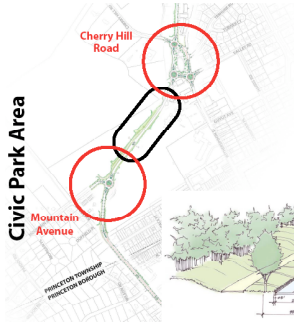 Cherry Hill
Road
Civic Park Area
Mountain
Avenue
PRINCETON TOWNSHIP
PRINCETON BOROUGH